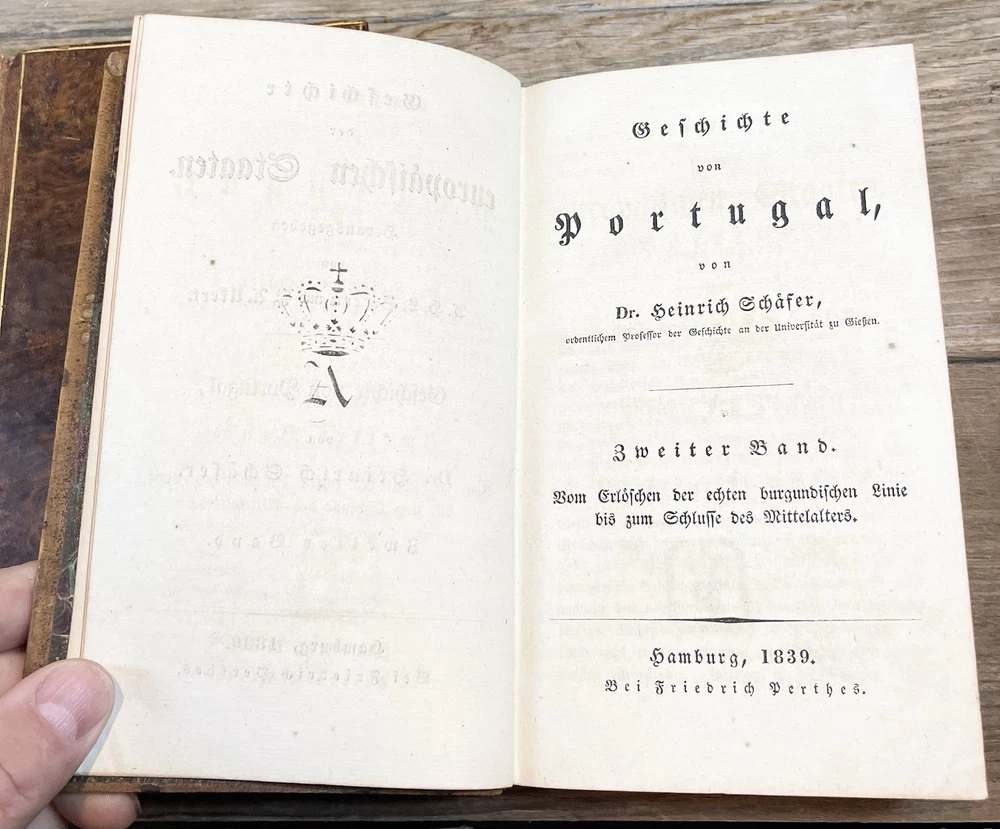 N
Geschichte
von
Portugal,
von
Dr. Heinrich Schäfer,
ordentlichem Professor der Geschichte an der Universität zu Gießen.
Zweiter Band.
Vom Erlöschen der echten burgundischen Linie
bis zum Schlusse des Mittelalters.
Hamburg, 1839.
Bei Friedrich Perthes.